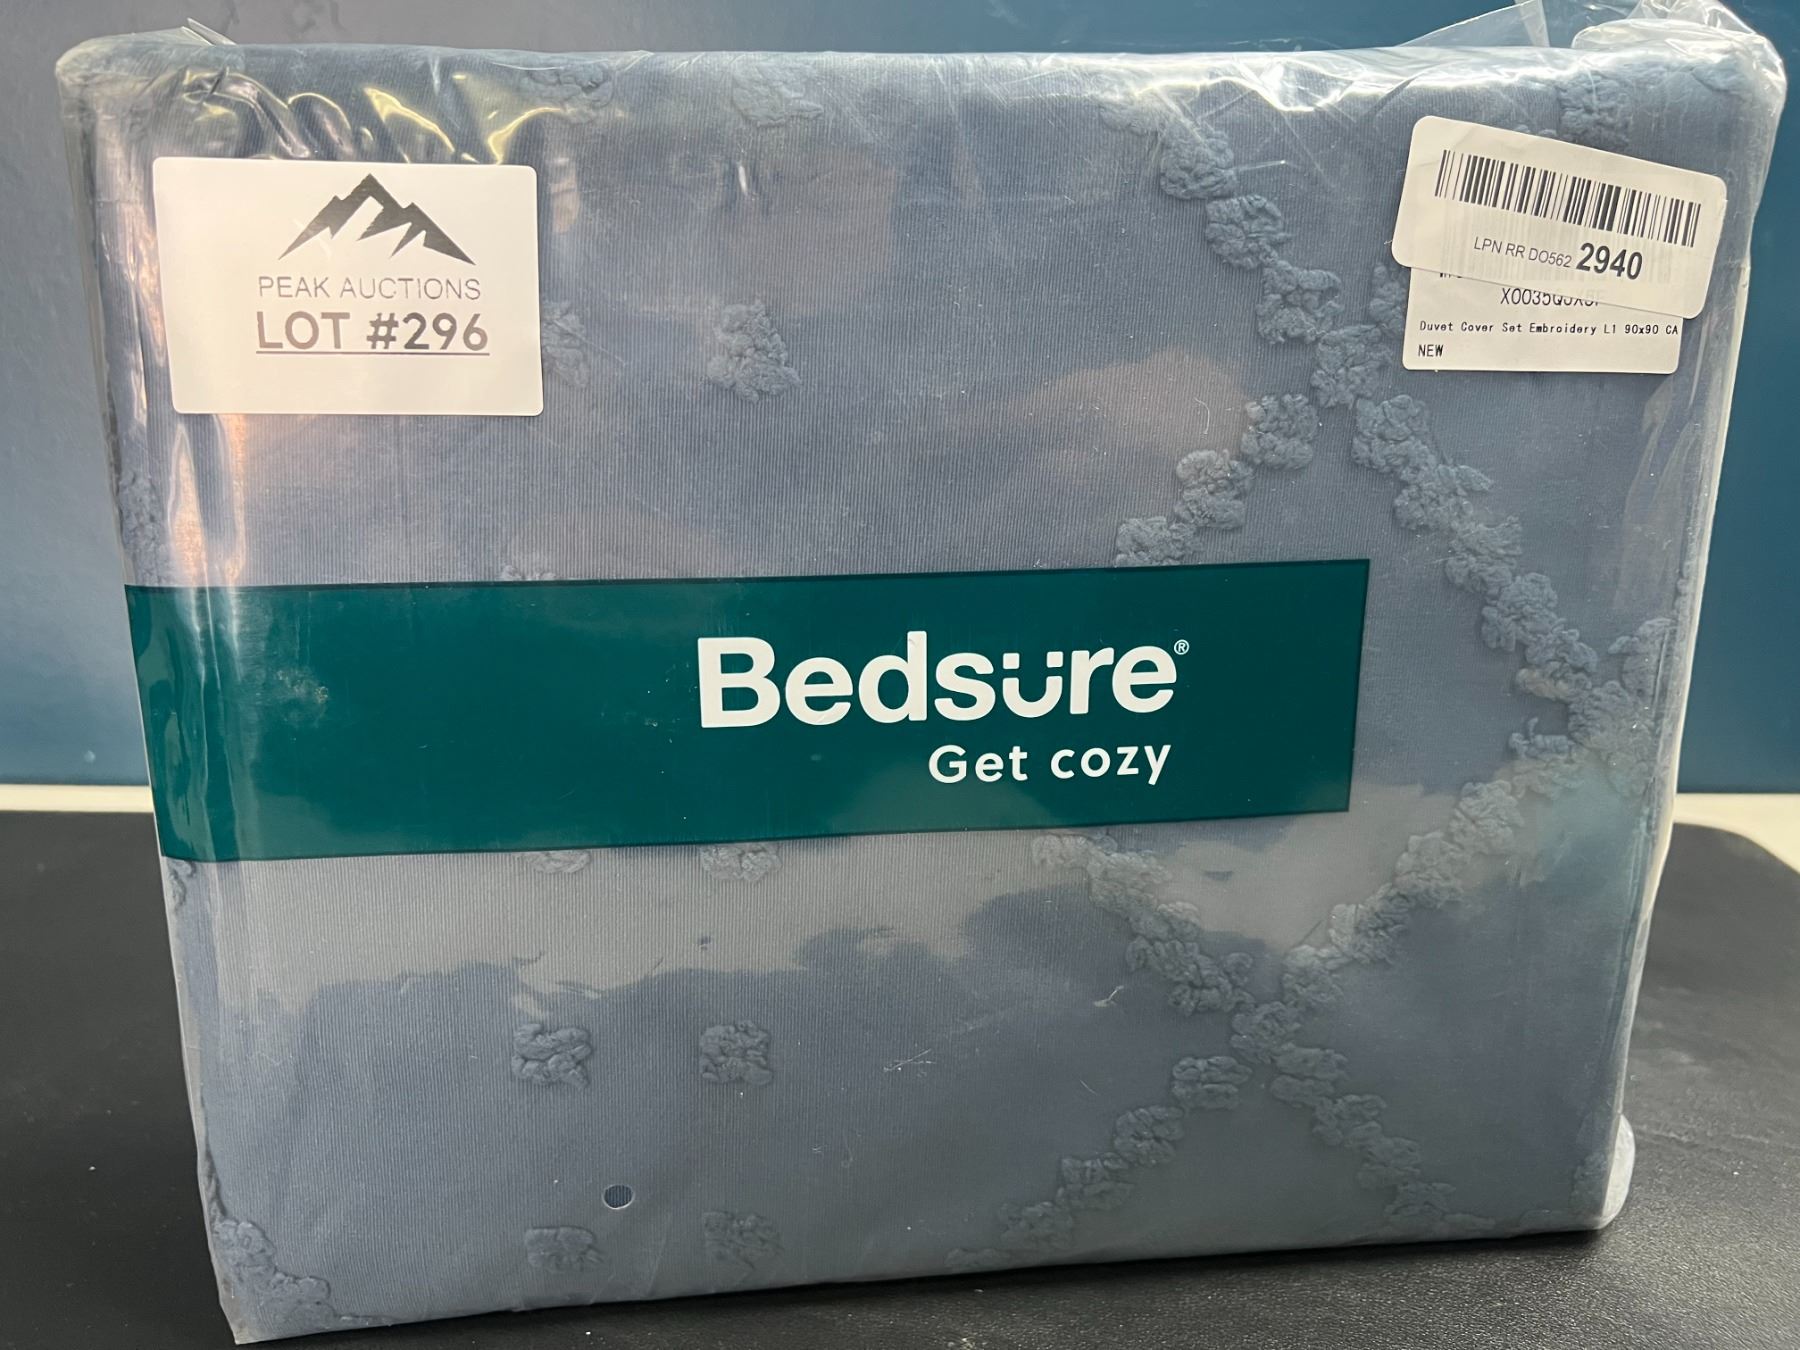 PEAK AUCTIONS
LOT #296
LPN RR DO562 2940
Duvet Cover Set Embroidery L1 90x90 CA
NEW
Bedsure®
Get cozy